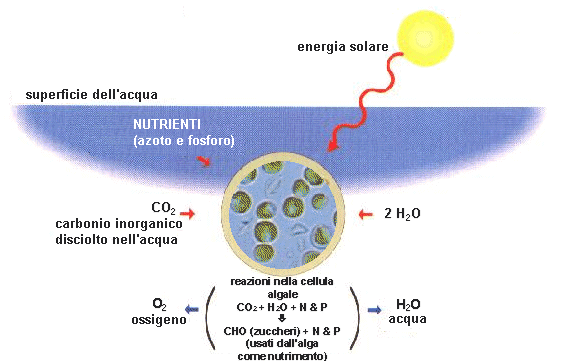 energia solare
superficie dell'acqua
NUTRIENTI
(azoto e fosforo)
CO₂
carbonio inorganico
disciolto nell'acqua
2 H₂O
reazioni nella cellula
algale
CO₂ + H₂O + N & P
CHO (zuccheri) + N & P
(usati dall'alga
come nutrimento)
O₂
ossigeno
H₂O
acqua